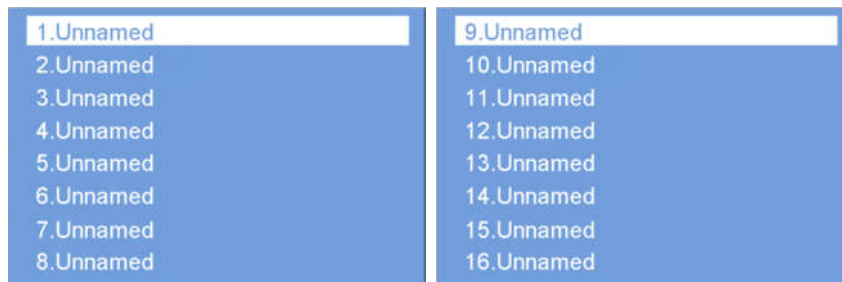 1.Unnamed
2.Unnamed
3.Unnamed
4.Unnamed
5.Unnamed
6.Unnamed
7.Unnamed
8.Unnamed
9.Unnamed
10.Unnamed
11.Unnamed
12.Unnamed
13.Unnamed
14.Unnamed
15.Unnamed
16.Unnamed